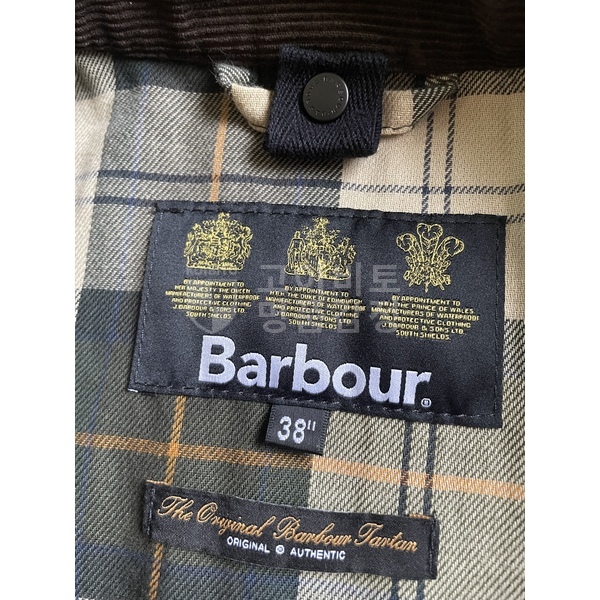 BY APPOINTMENT TO
HER MAJESTY THE QUEEN
MANUFACTURERS OF WATERPROOF
AND PROTECTIVE CLOTHING
J. BARBOUR & SONS LTD
SOUTH SHIELDS
BY APPOINTMENT TO
H.R.H. THE DUKE OF EDINBURGH
MANUFACTURERS OF WATERPROOF
AND PROTECTIVE CLOTHING
J. BARBOUR & SONS LTD
SOUTH SHIELDS
BY APPOINTMENT TO
H.R.H. THE PRINCE OF WALES
MANUFACTURERS OF WATERPROOF
AND PROTECTIVE CLOTHING
J. BARBOUR & SONS LTD
SOUTH SHIELDS
Barbour®
38"
The Original Barbour Tartan
ORIGINAL AUTHENTIC